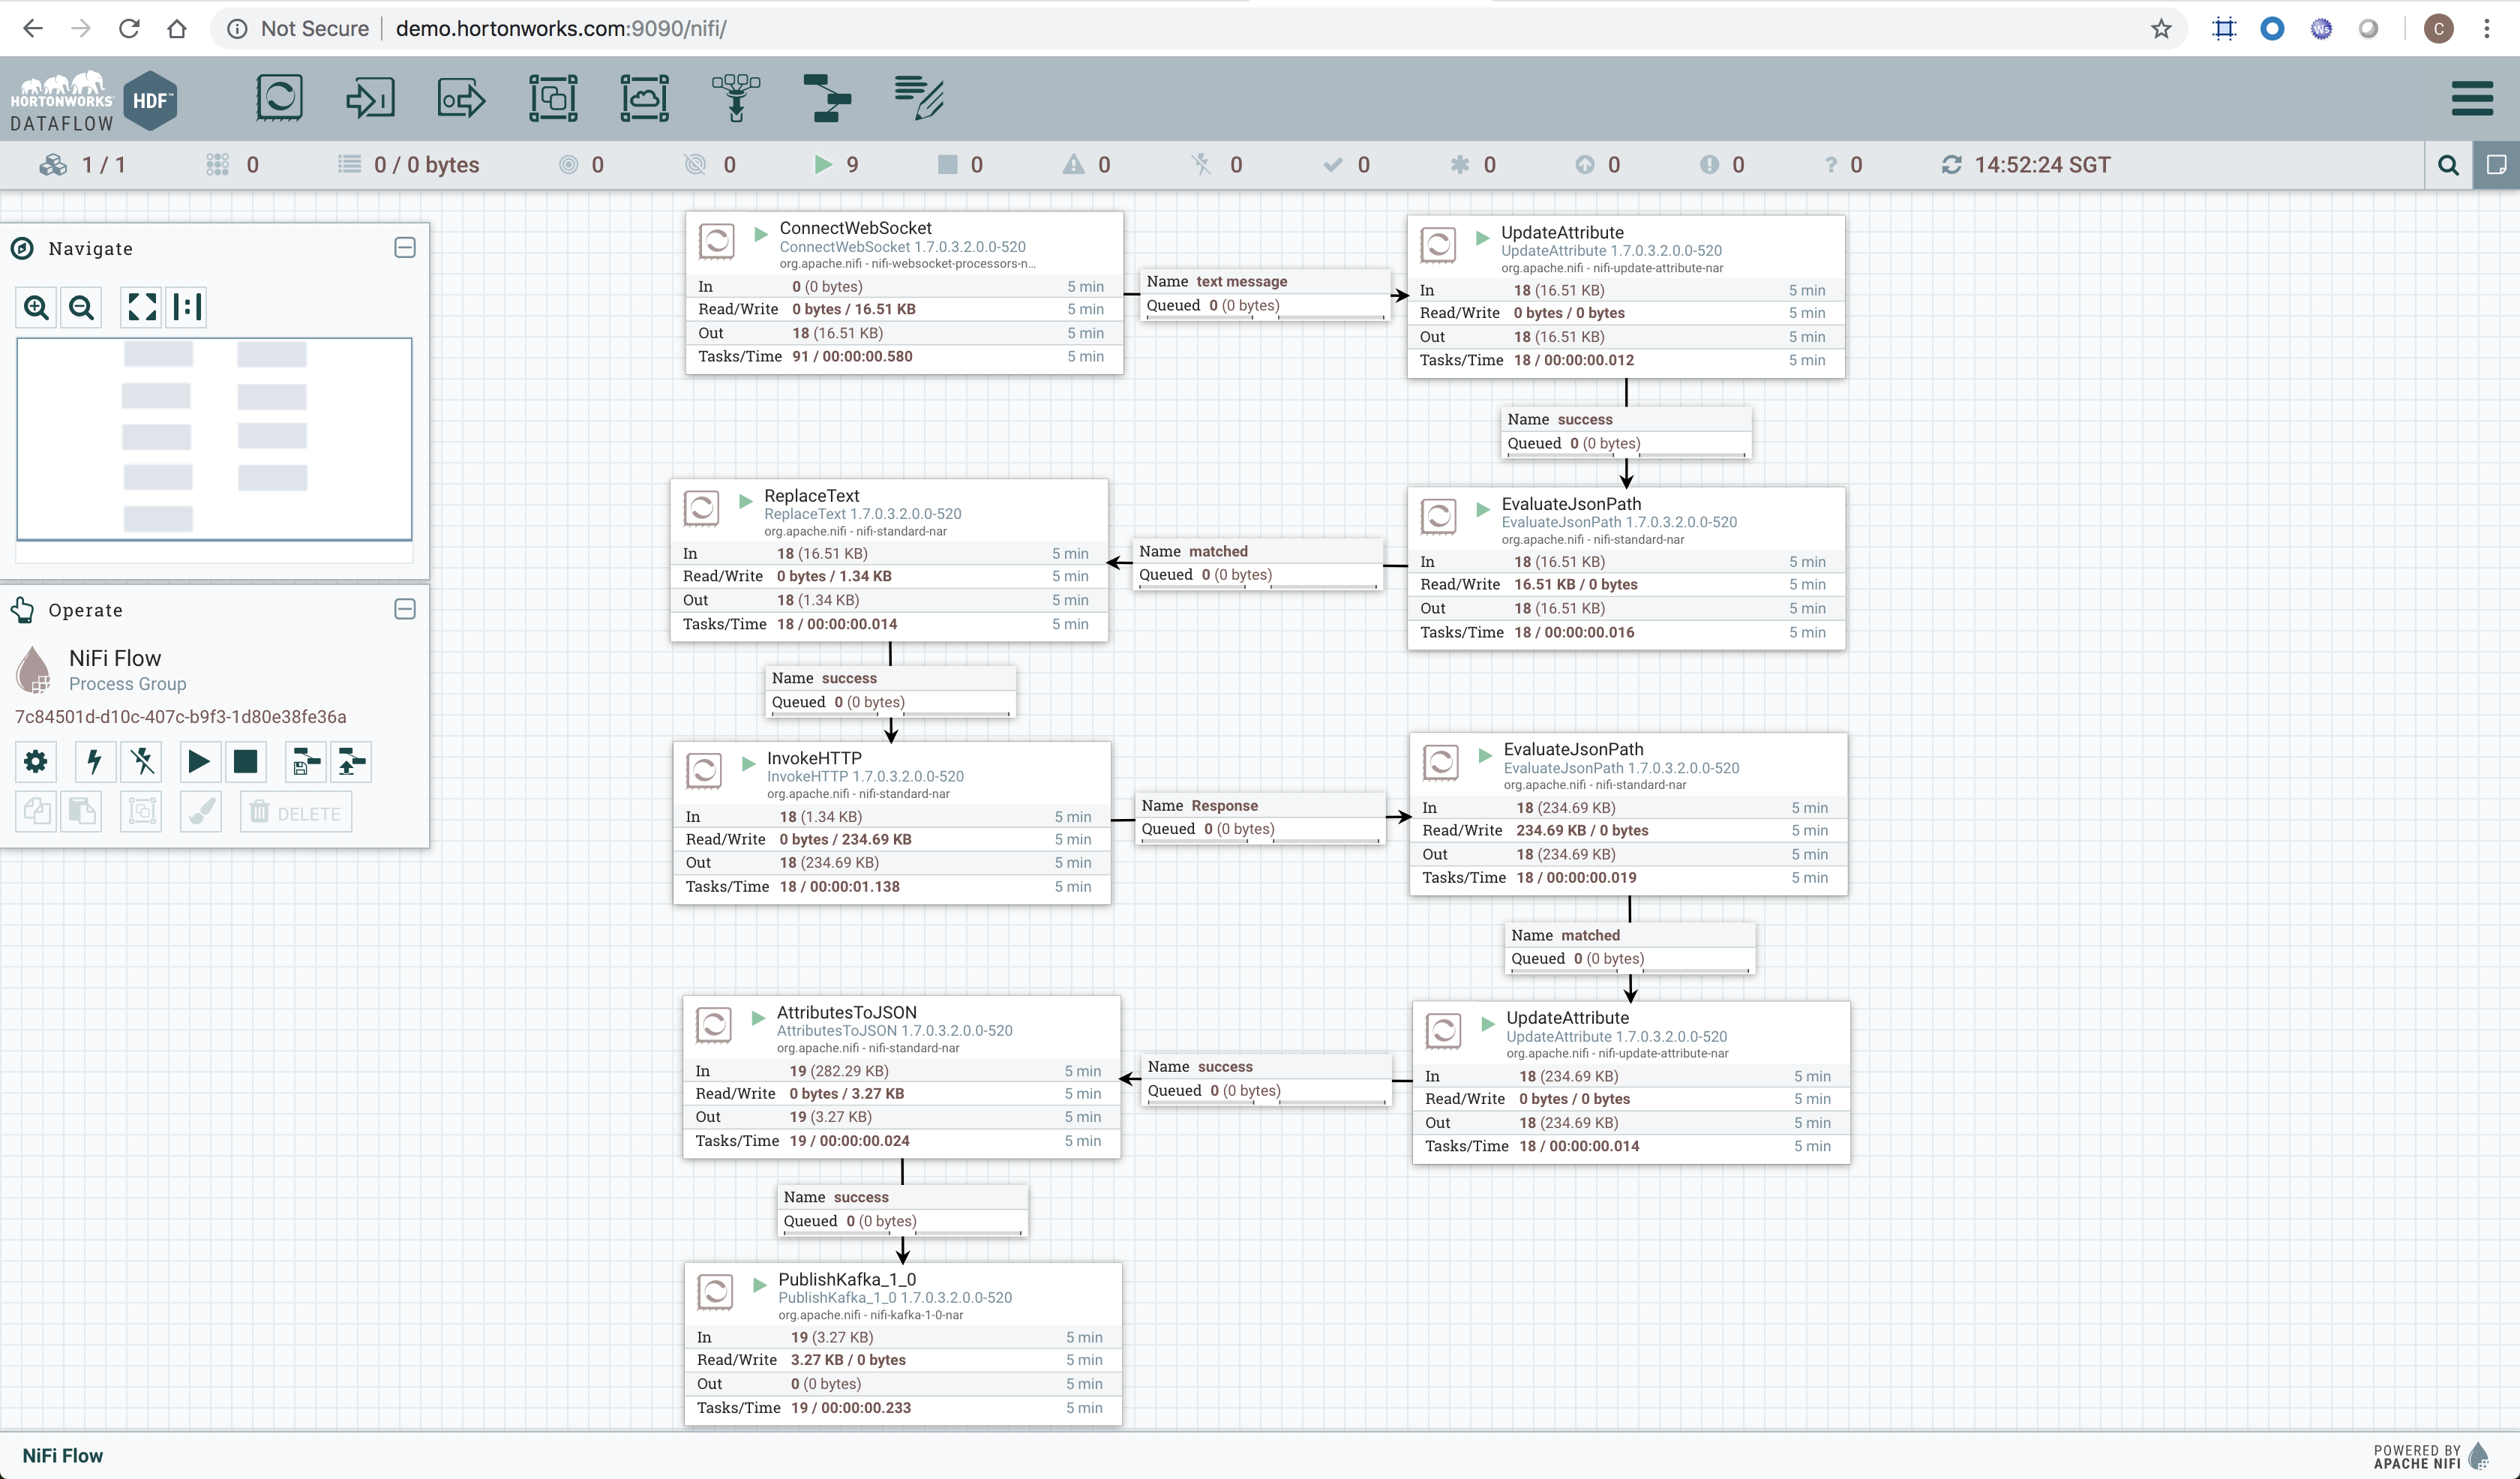 Not Secure demo.hortonworks.com:9090/nifi/
C
HORTONWORKS
DATAFLOW
HDF™
1 / 1 0 0 / 0 bytes 0 0 9 0 0 0 0 0 0 0 ? 0 14:52:24 SGT
Navigate
Operate
NiFi Flow
Process Group
7c84501d-d10c-407c-b9f3-1d80e38fe36a
DELETE
ConnectWebSocket
ConnectWebSocket 1.7.0.3.2.0.0-520
org.apache.nifi - nifi-websocket-processors-n...
In 0 (0 bytes) 5 min
Read/Write 0 bytes / 16.51 KB 5 min
Out 18 (16.51 KB) 5 min
Tasks/Time 91 / 00:00:00.580 5 min
Name text message
Queued 0 (0 bytes)
UpdateAttribute
UpdateAttribute 1.7.0.3.2.0.0-520
org.apache.nifi - nifi-update-attribute-nar
In 18 (16.51 KB) 5 min
Read/Write 0 bytes / 0 bytes 5 min
Out 18 (16.51 KB) 5 min
Tasks/Time 18 / 00:00:00.012 5 min
Name success
Queued 0 (0 bytes)
EvaluateJsonPath
EvaluateJsonPath 1.7.0.3.2.0.0-520
org.apache.nifi - nifi-standard-nar
In 18 (16.51 KB) 5 min
Read/Write 16.51 KB / 0 bytes 5 min
Out 18 (16.51 KB) 5 min
Tasks/Time 18 / 00:00:00.016 5 min
Name matched
Queued 0 (0 bytes)
ReplaceText
ReplaceText 1.7.0.3.2.0.0-520
org.apache.nifi - nifi-standard-nar
In 18 (16.51 KB) 5 min
Read/Write 0 bytes / 1.34 KB 5 min
Out 18 (1.34 KB) 5 min
Tasks/Time 18 / 00:00:00.014 5 min
Name success
Queued 0 (0 bytes)
InvokeHTTP
InvokeHTTP 1.7.0.3.2.0.0-520
org.apache.nifi - nifi-standard-nar
In 18 (1.34 KB) 5 min
Read/Write 0 bytes / 234.69 KB 5 min
Out 18 (234.69 KB) 5 min
Tasks/Time 18 / 00:00:01.138 5 min
Name Response
Queued 0 (0 bytes)
EvaluateJsonPath
EvaluateJsonPath 1.7.0.3.2.0.0-520
org.apache.nifi - nifi-standard-nar
In 18 (234.69 KB) 5 min
Read/Write 234.69 KB / 0 bytes 5 min
Out 18 (234.69 KB) 5 min
Tasks/Time 18 / 00:00:00.019 5 min
Name matched
Queued 0 (0 bytes)
UpdateAttribute
UpdateAttribute 1.7.0.3.2.0.0-520
org.apache.nifi - nifi-update-attribute-nar
In 18 (234.69 KB) 5 min
Read/Write 0 bytes / 0 bytes 5 min
Out 18 (234.69 KB) 5 min
Tasks/Time 18 / 00:00:00.014 5 min
Name success
Queued 0 (0 bytes)
AttributesToJSON
AttributesToJSON 1.7.0.3.2.0.0-520
org.apache.nifi - nifi-standard-nar
In 19 (282.29 KB) 5 min
Read/Write 0 bytes / 3.27 KB 5 min
Out 19 (3.27 KB) 5 min
Tasks/Time 19 / 00:00:00.024 5 min
Name success
Queued 0 (0 bytes)
PublishKafka_1_0
PublishKafka_1_0 1.7.0.3.2.0.0-520
org.apache.nifi - nifi-kafka-1-0-nar
In 19 (3.27 KB) 5 min
Read/Write 3.27 KB / 0 bytes 5 min
Out 0 (0 bytes) 5 min
Tasks/Time 19 / 00:00:00.233 5 min
NiFi Flow
POWERED BY
APACHE NIFI